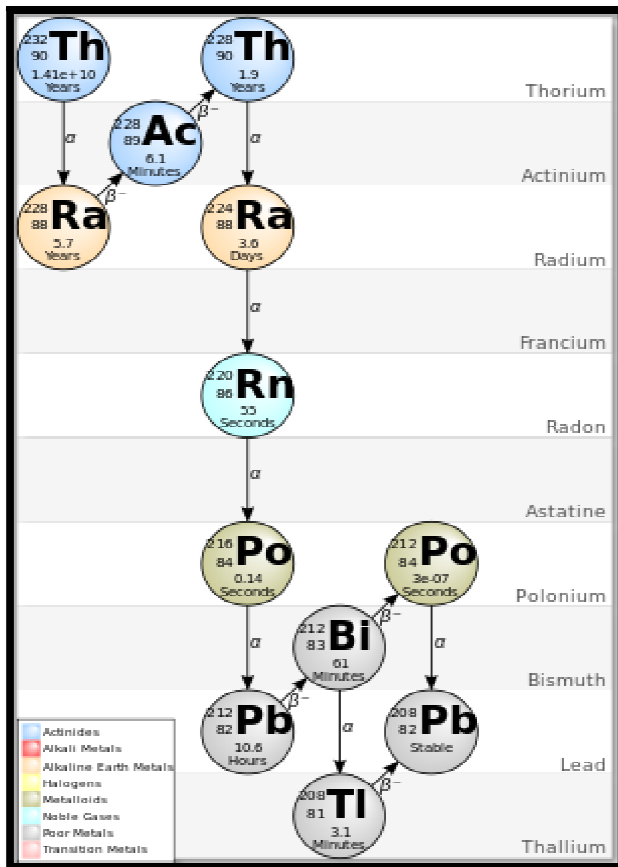 232
90 Th
1.41e+10
Years
228
90 Th
1.9
Years
Thorium
α
β⁻
228
89 Ac
6.1
Minutes
α
Actinium
β⁻
228
88 Ra
5.7
Years
224
88 Ra
3.6
Days
Radium
α
Francium
220
86 Rn
55
Seconds
Radon
α
Astatine
216
84 Po
0.14
Seconds
212
84 Po
3e-07
Seconds
Polonium
α
β⁻
212
83 Bi
61
Minutes
α
Bismuth
β⁻
212
82 Pb
10.6
Hours
α
208
82 Pb
Stable
Lead
β⁻
208
81 Tl
3.1
Minutes
Thallium
Actinides
Alkali Metals
Alkaline Earth Metals
Halogens
Metalloids
Noble Gases
Poor Metals
Transition Metals